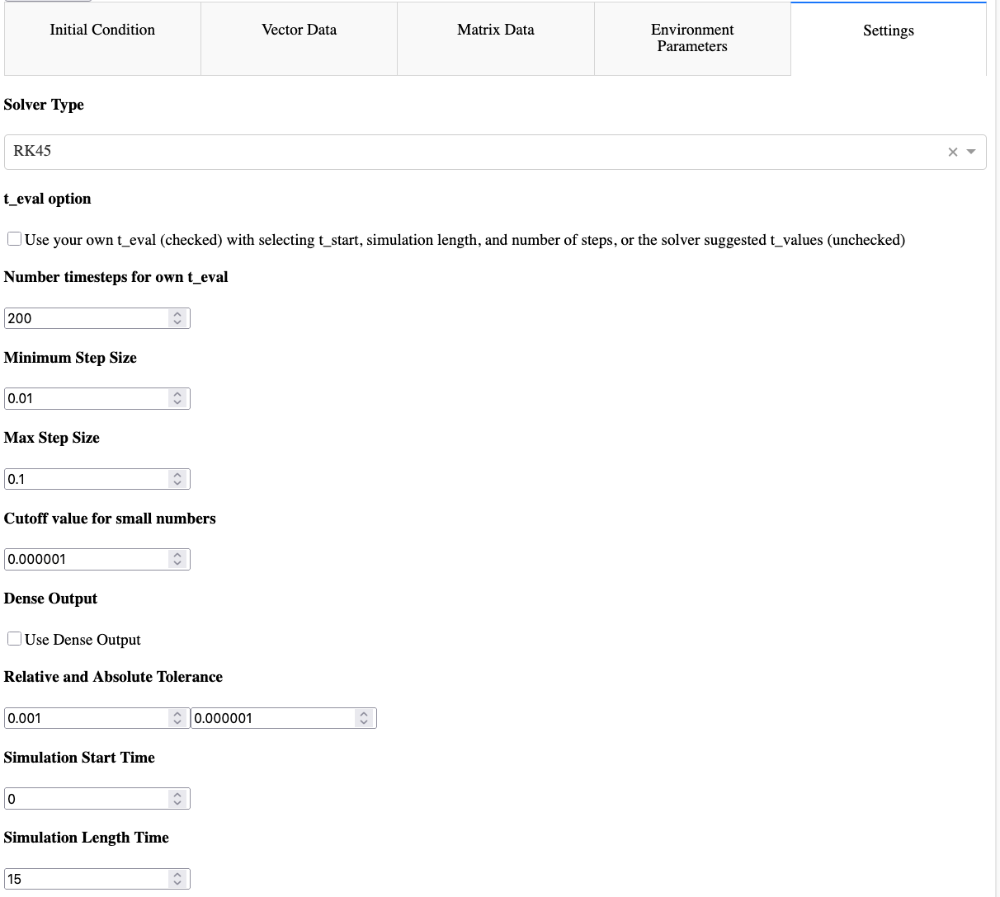 Initial Condition
Vector Data
Matrix Data
Environment
Parameters
Settings
Solver Type
RK45
t_eval option
Use your own t_eval (checked) with selecting t_start, simulation length, and number of steps, or the solver suggested t_values (unchecked)
Number timesteps for own t_eval
200
Minimum Step Size
0.01
Max Step Size
0.1
Cutoff value for small numbers
0.000001
Dense Output
Use Dense Output
Relative and Absolute Tolerance
0.001 0.000001
Simulation Start Time
0
Simulation Length Time
15